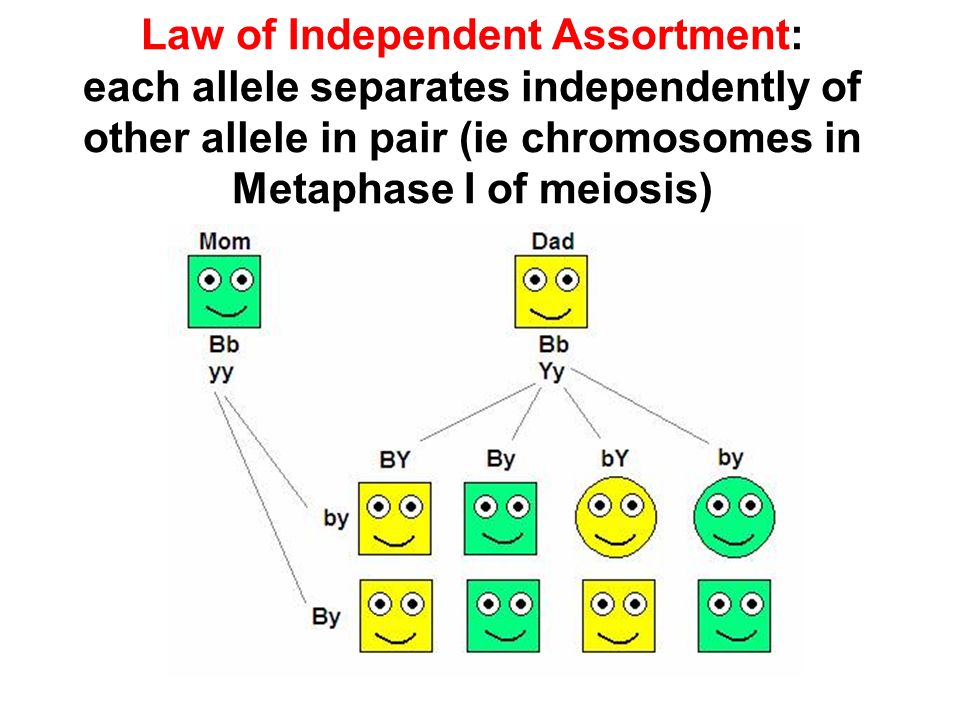 Law of Independent Assortment:
each allele separates independently of
other allele in pair (ie chromosomes in
Metaphase I of meiosis)
Mom Dad
Bb Bb
yy Yy
BY By bY by
by
By